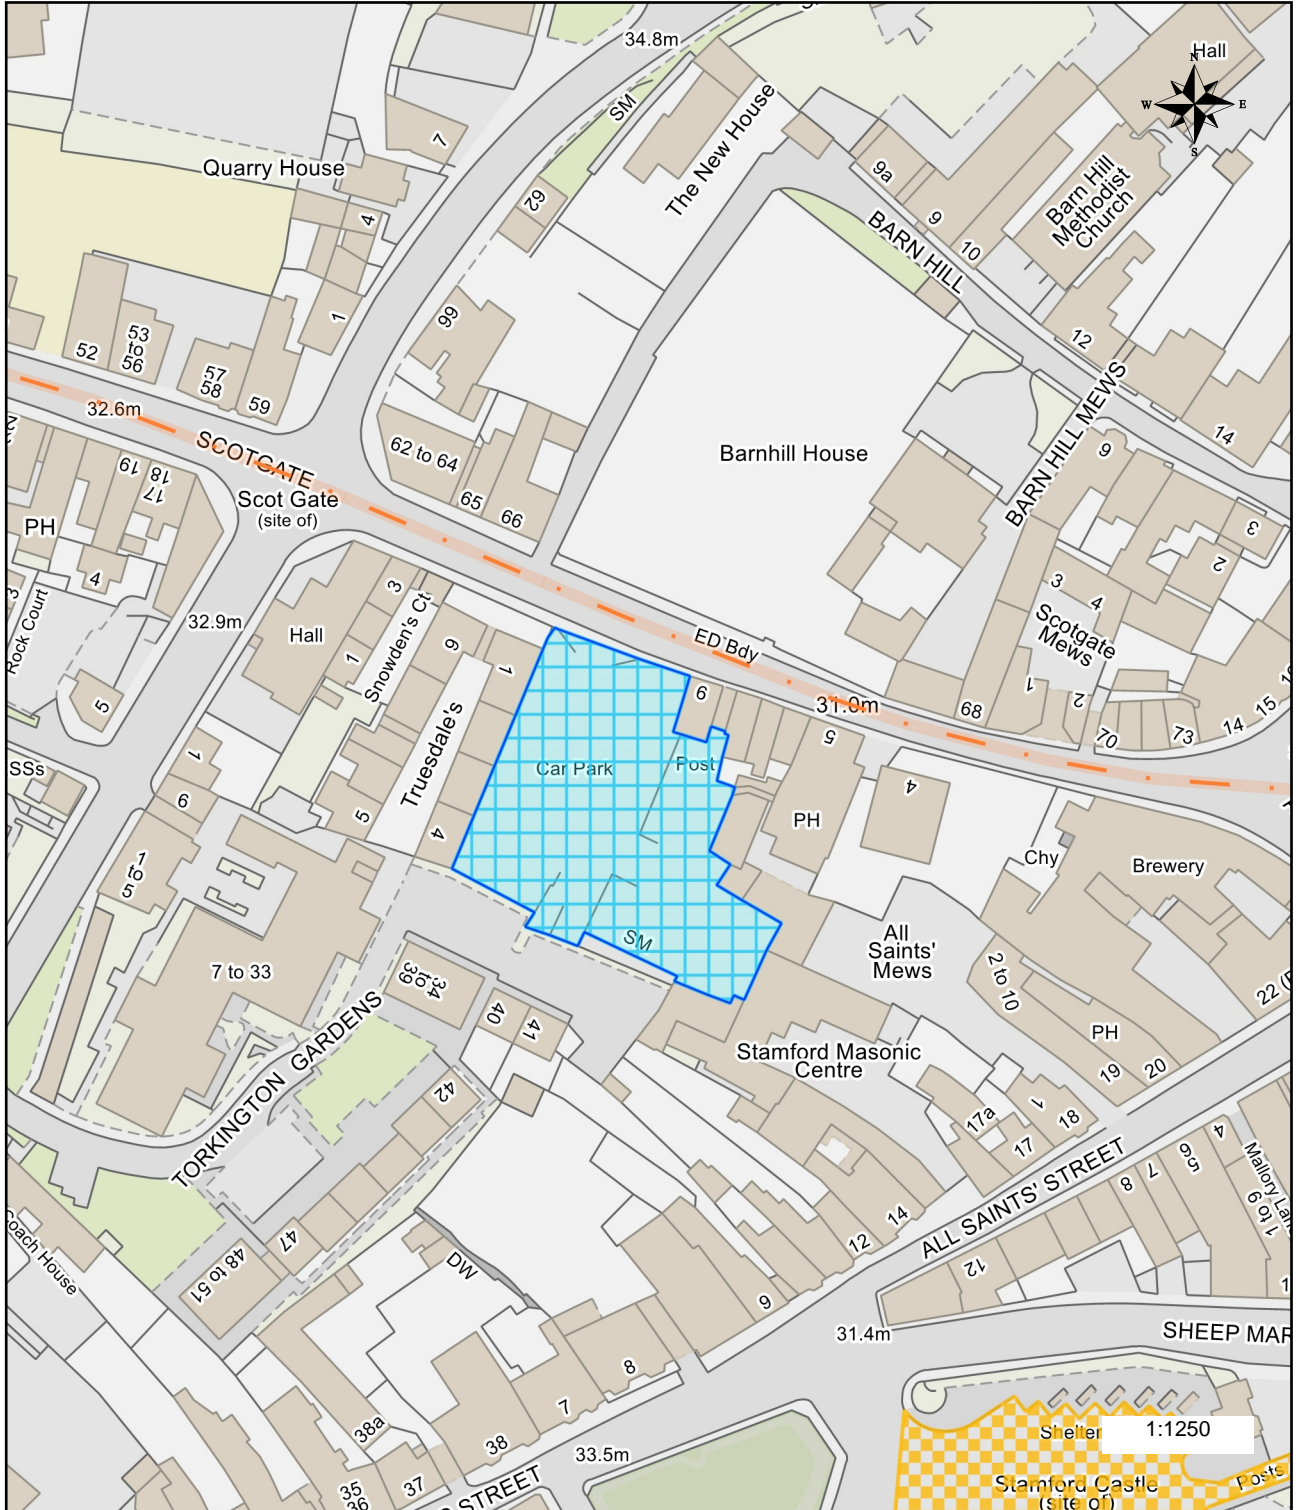 34.8m
Hall
N
W
E
S
SM
7
The New House
Quarry House
9a
Barn Hill
Methodist
Church
62
4
9
10
BARN HILL
1
99
12
52
53
to
56
57
58
59
32.6m
14
BARN HILL MEWS
SCOTGATE
62 to 64
Barnhill House
9
19
18
17
Scot Gate
(site of)
65
66
3
PH
2
4
3
3
4
Rock Court
32.9m
Hall
3
Snowden's Ct
1
9
1
ED Bdy
Scotgate
Mews
1
2
6
5
31.0m
68
70
73
14
15
5
Truesdale's
1
SSs
Car Park
Post
4
6
5
4
PH
Chy
Brewery
1
to
5
All
Saints'
Mews
SM
7 to 33
34
to
39
2 to 10
40
41
22
TORKINGTON GARDENS
Stamford Masonic
Centre
PH
19
20
42
17a
1
18
17
4
5
6
7
8
Mallory Lan
1 to 9
ALL SAINTS' STREET
Coach House
47
48 to 51
DW
14
12
12
9
31.4m
SHEEP MAR
8
7
38a
38
33.5m
35
36
37
STREET
Shelter
1:1250
Stamford Castle
(site of)
Posts